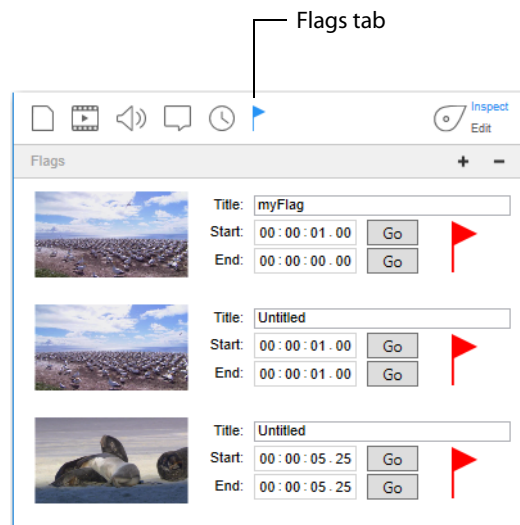 Flags tab
Inspect
Edit
Flags + -
Title: myFlag
Start: 00:00:01.00 Go
End: 00:00:00.00 Go
Title: Untitled
Start: 00:00:01.00 Go
End: 00:00:01.00 Go
Title: Untitled
Start: 00:00:05.25 Go
End: 00:00:05.25 Go